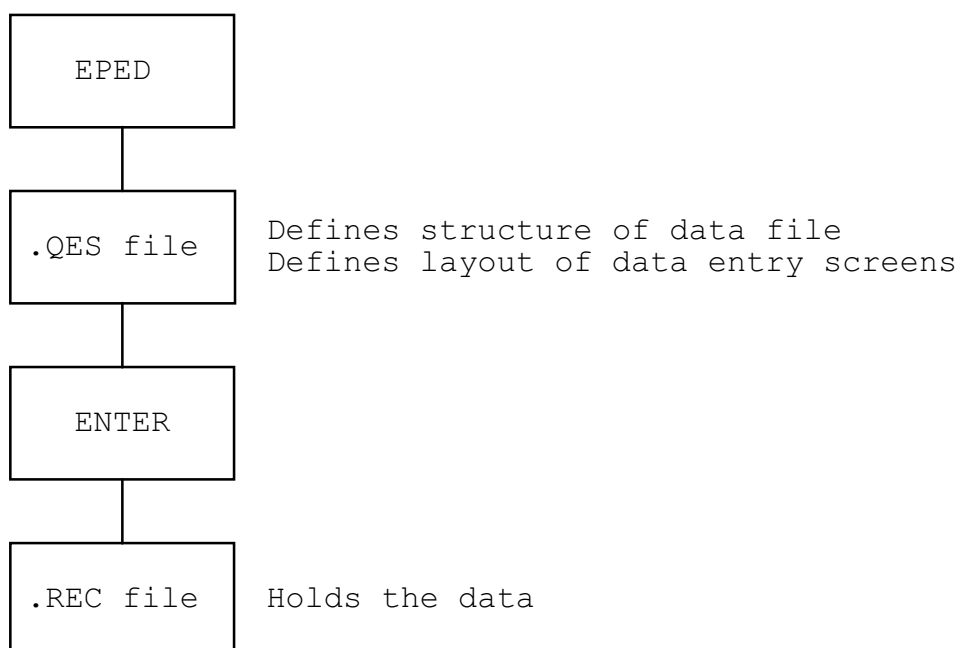 EPED
.QES file
Defines structure of data file
Defines layout of data entry screens
ENTER
.REC file
Holds the data